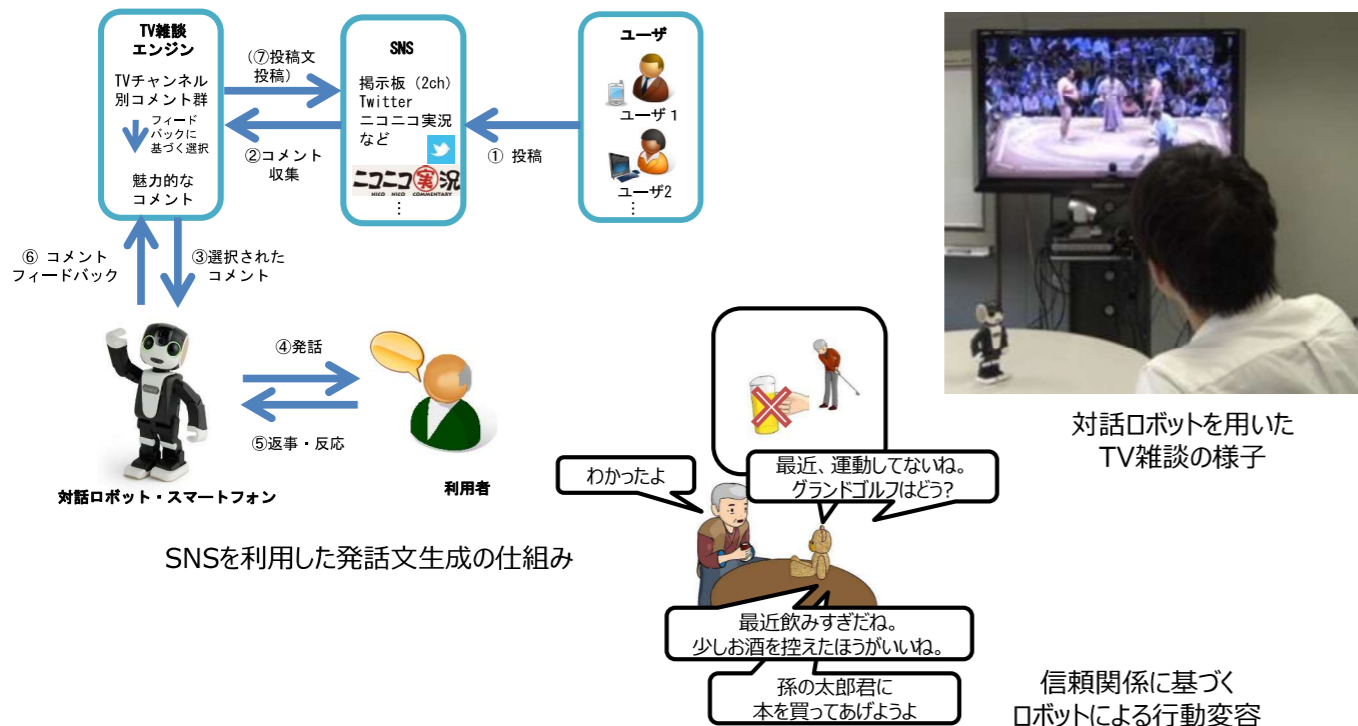 TV雑談
エンジン
TVチャンネル
別コメント群
フィード
バックに
基づく選択
魅力的な
コメント
(⑦投稿文
投稿)
②コメント
収集
SNS
掲示板 (2ch)
Twitter
ニコニコ実況
など
ニコニコ実況
NICO NICO COMMENTARY
⋮
① 投稿
ユーザ
ユーザ1
ユーザ2
⋮
⑥ コメント
フィードバック
③選択された
コメント
④発話
⑤返事・反応
対話ロボット・スマートフォン
利用者
SNSを利用した発話文生成の仕組み
対話ロボットを用いた
TV雑談の様子
わかったよ
最近、運動してないね。
グランドゴルフはどう?
最近飲みすぎだね。
少しお酒を控えたほうがいいね。
孫の太郎君に
本を買ってあげようよ
信頼関係に基づく
ロボットによる行動変容